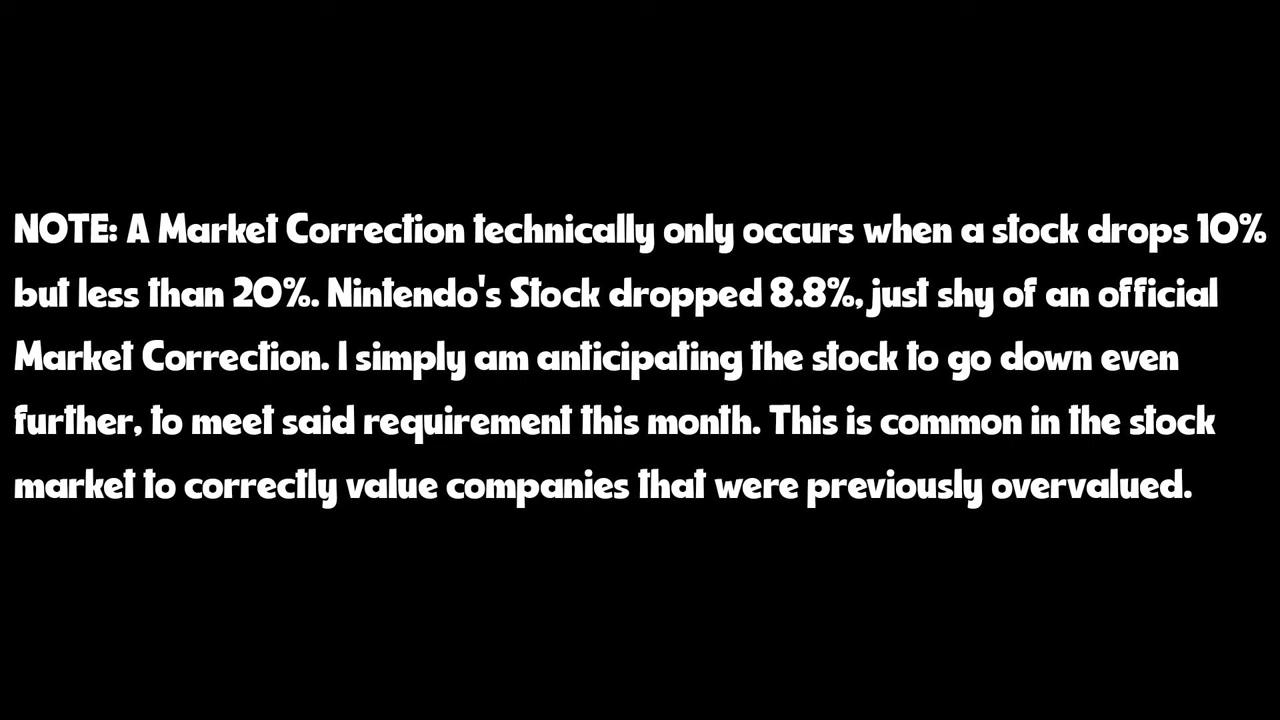 NOTE: A Market Correction technically only occurs when a stock drops 10%
but less than 20%. Nintendo's Stock dropped 8.8%, just shy of an official
Market Correction. I simply am anticipating the stock to go down even
further, to meet said requirement this month. This is common in the stock
market to correctly value companies that were previously overvalued.